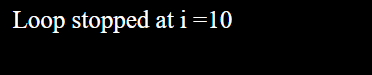 Loop stopped at i =10